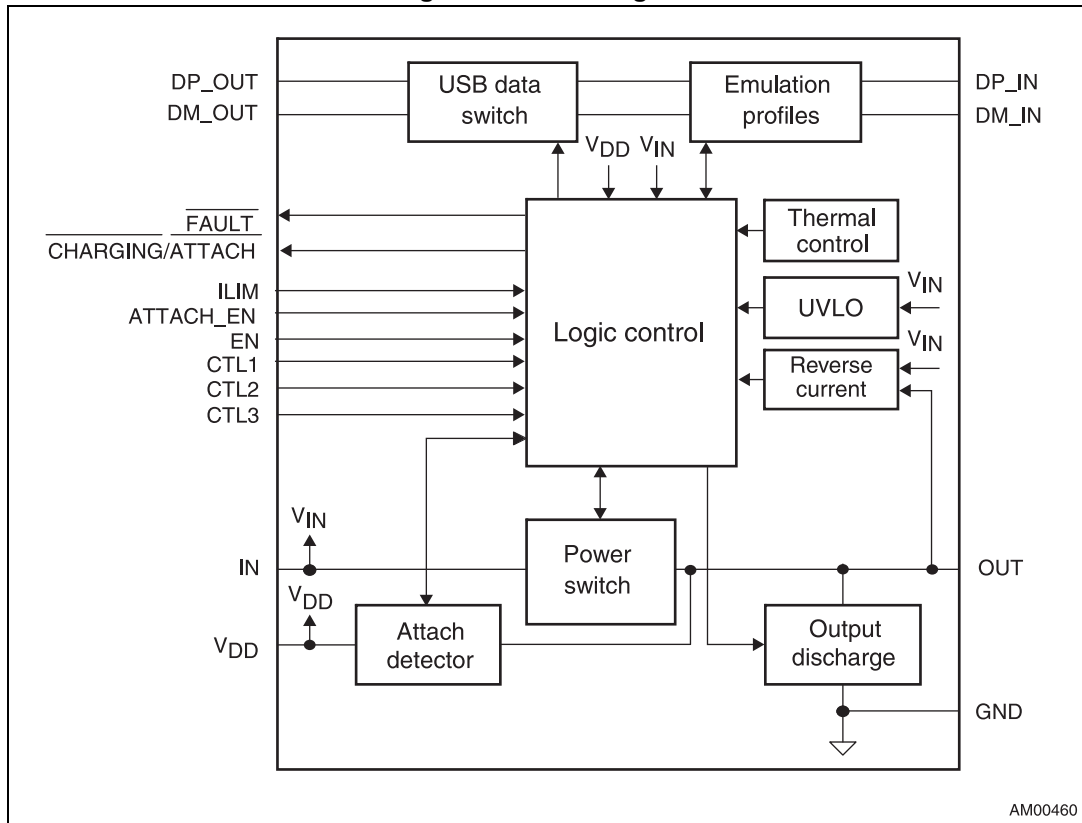 DP_OUT
DM_OUT
USB data
switch
Emulation
profiles
DP_IN
DM_IN
VDD
VIN
FAULT
CHARGING/ATTACH
Thermal
control
ILIM
ATTACH_EN
EN
CTL1
CTL2
CTL3
Logic control
UVLO
VIN
VIN
Reverse
current
VIN
IN
Power
switch
OUT
VDD
VDD
Attach
detector
Output
discharge
GND
AM00460